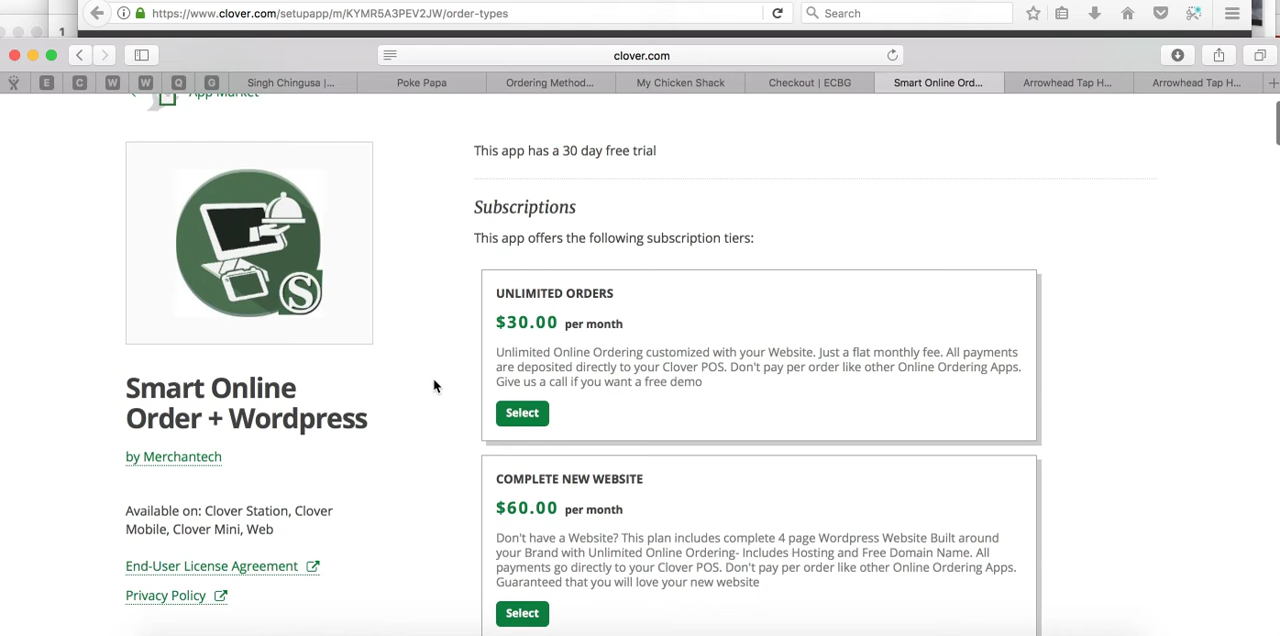 https://www.clover.com/setupapp/m/KYMR5A3PEV2JW/order-types
Search
1
clover.com
E C W W Q G Singh Chingusa |... Poke Papa Ordering Method... My Chicken Shack Checkout | ECBG Smart Online Ord... Arrowhead Tap H... Arrowhead Tap H...
App Market
This app has a 30 day free trial
Subscriptions
This app offers the following subscription tiers:
UNLIMITED ORDERS
$30.00 per month
Unlimited Online Ordering customized with your Website. Just a flat monthly fee. All payments
are deposited directly to your Clover POS. Don't pay per order like other Online Ordering Apps.
Give us a call if you want a free demo
Select
S
Smart Online
Order + Wordpress
by Merchantech
Available on: Clover Station, Clover
Mobile, Clover Mini, Web
End-User License Agreement
Privacy Policy
COMPLETE NEW WEBSITE
$60.00 per month
Don't have a Website? This plan includes complete 4 page Wordpress Website Built around
your Brand with Unlimited Online Ordering- Includes Hosting and Free Domain Name. All
payments go directly to your Clover POS. Don't pay per order like other Online Ordering Apps.
Guaranteed that you will love your new website
Select